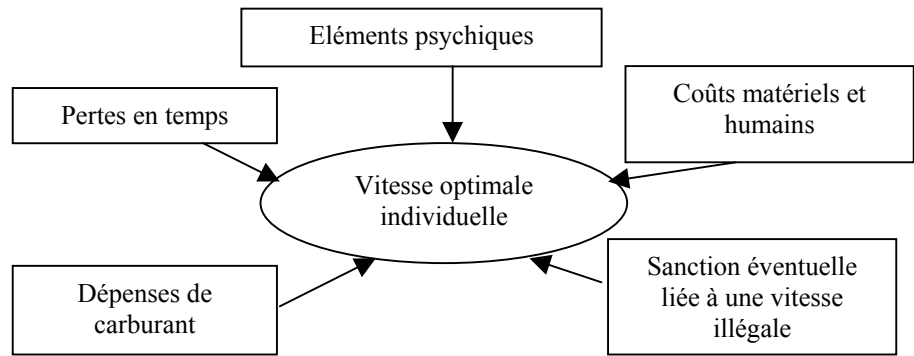 Eléments psychiques
Pertes en temps
Coûts matériels et
humains
Vitesse optimale
individuelle
Dépenses de
carburant
Sanction éventuelle
liée à une vitesse
illégale